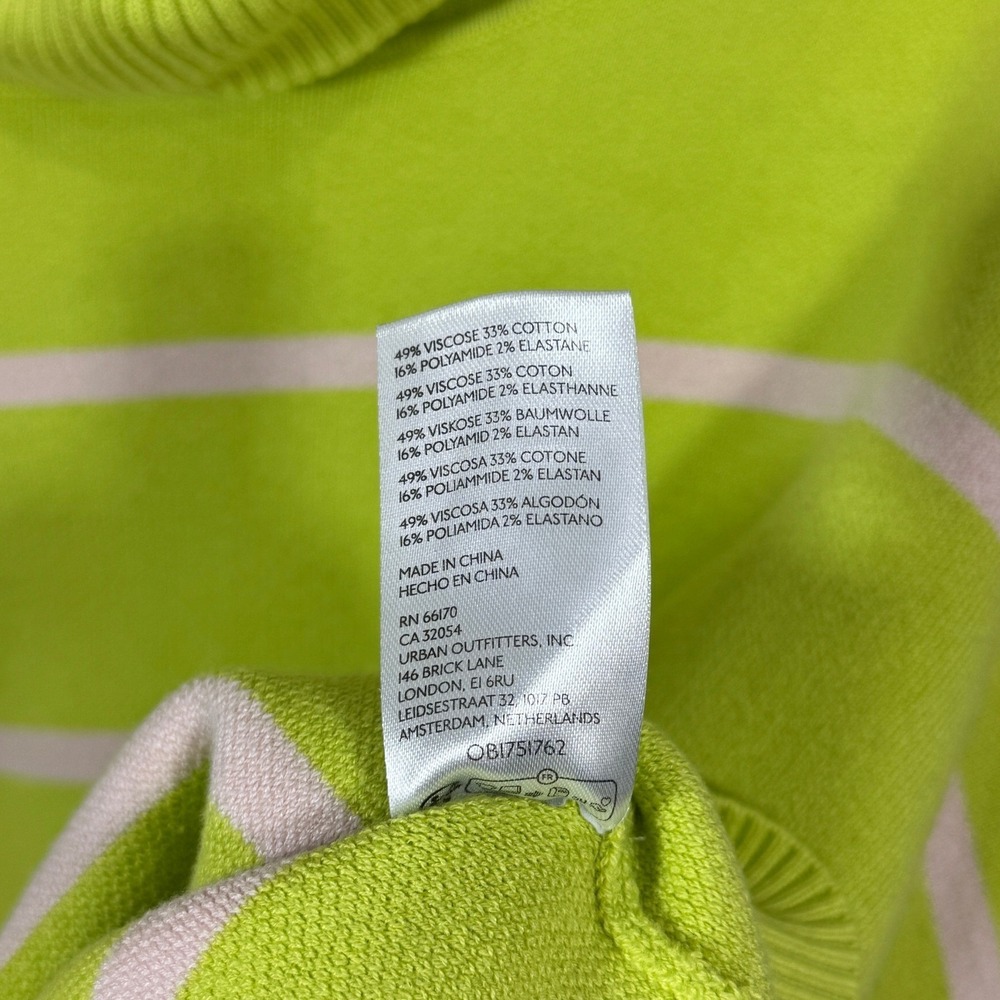 49% VISCOSE 33% COTTON
16% POLYAMIDE 2% ELASTANE
49% VISCOSE 33% COTON
16% POLYAMIDE 2% ELASTHANNE
49% VISKOSE 33% BAUMWOLLE
16% POLYAMID 2% ELASTAN
49% VISCOSA 33% COTONE
16% POLIAMMIDE 2% ELASTAN
49% VISCOSA 33% ALGODÓN
16% POLIAMIDA 2% ELASTANO
MADE IN CHINA
HECHO EN CHINA
RN 66170
CA 32054
URBAN OUTFITTERS, INC
146 BRICK LANE
LONDON, E1 6RU
LEIDSESTRAAT 32, 1017 PB
AMSTERDAM, NETHERLANDS
OB1751762
FR